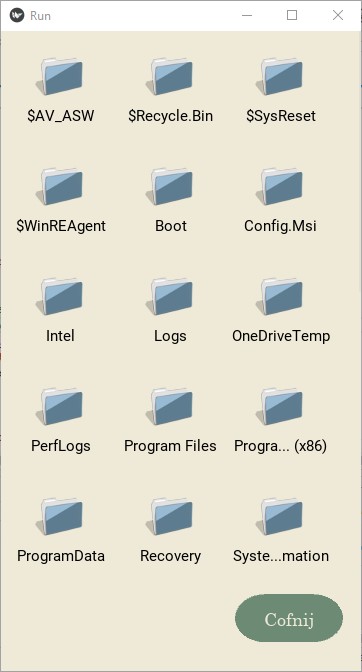 Run
$AV_ASW $Recycle.Bin $SysReset
$WinREAgent Boot Config.Msi
Intel Logs OneDriveTemp
PerfLogs Program Files Progra... (x86)
ProgramData Recovery Syste...mation
Cofnij